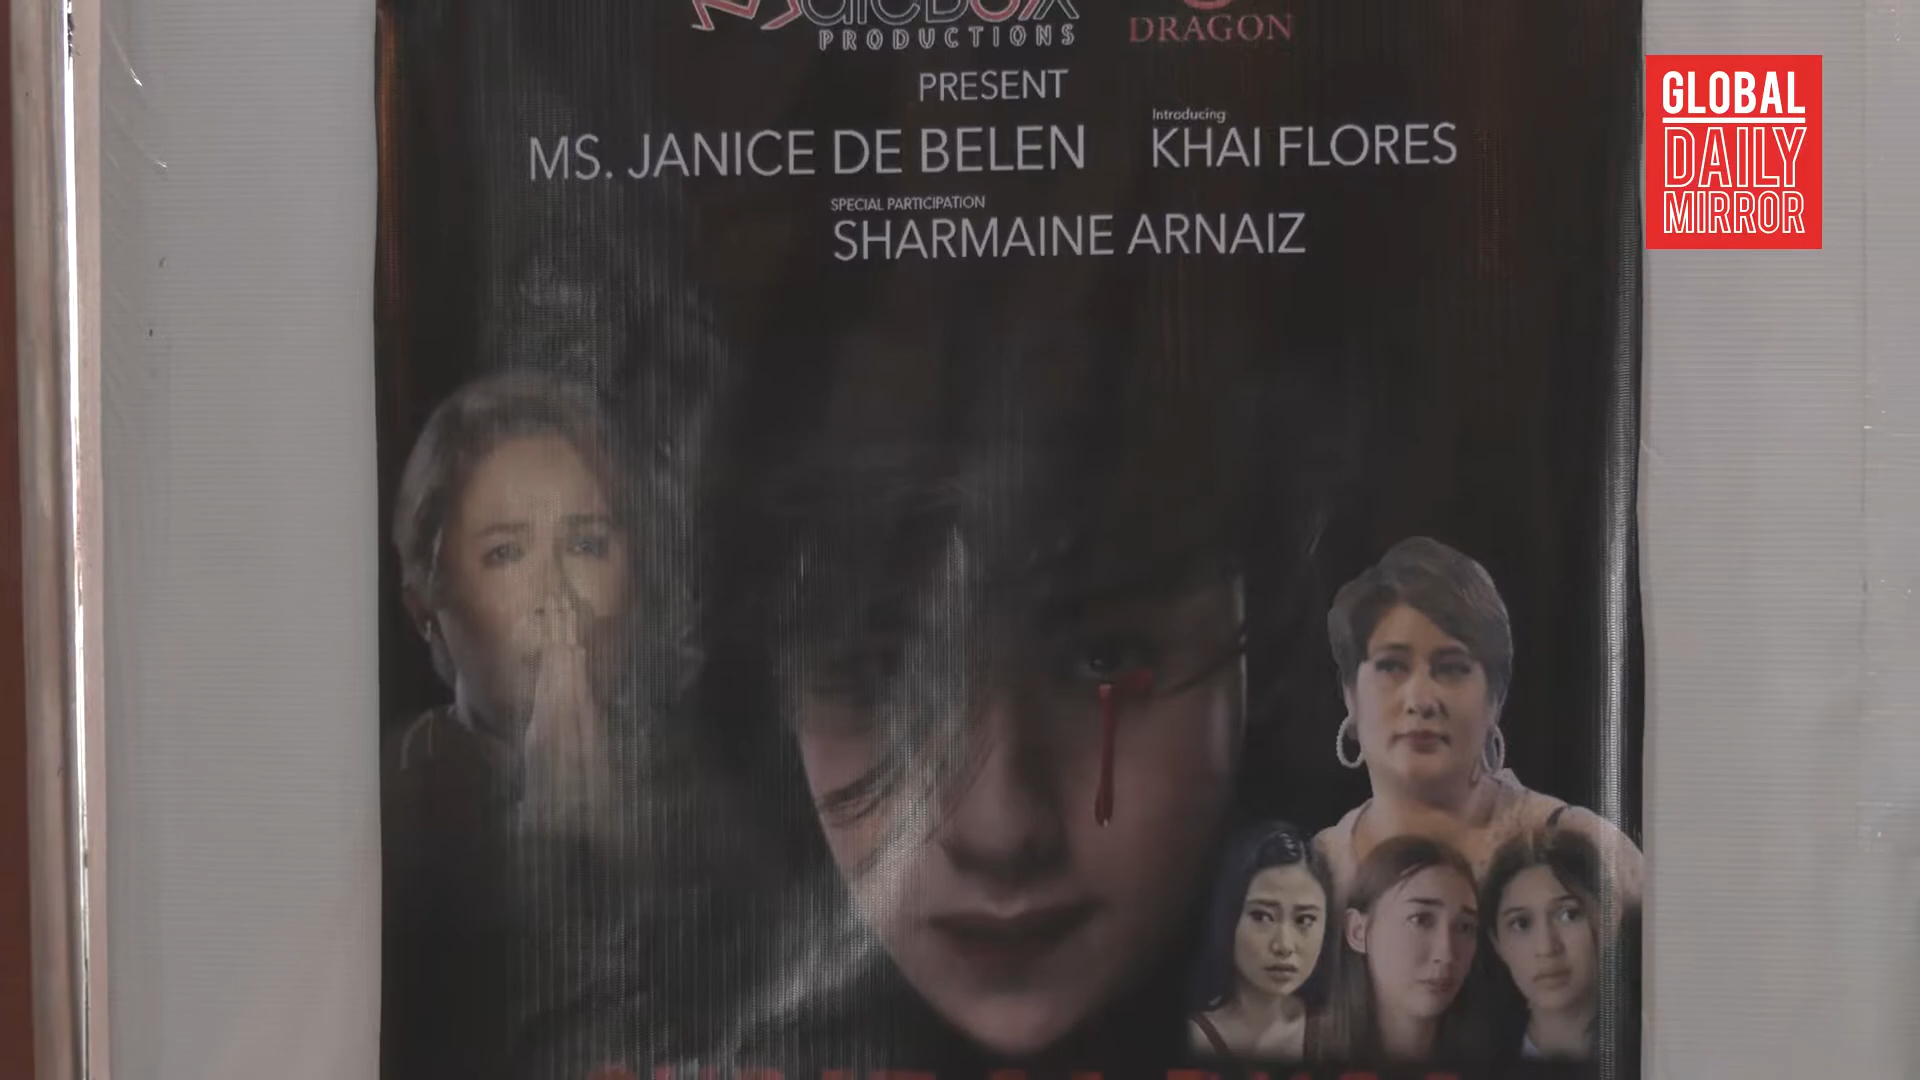 PRODUCTIONS
DRAGON
PRESENT
MS. JANICE DE BELEN
Introducing
KHAI FLORES
SPECIAL PARTICIPATION
SHARMAINE ARNAIZ
GLOBAL
DAILY
MIRROR